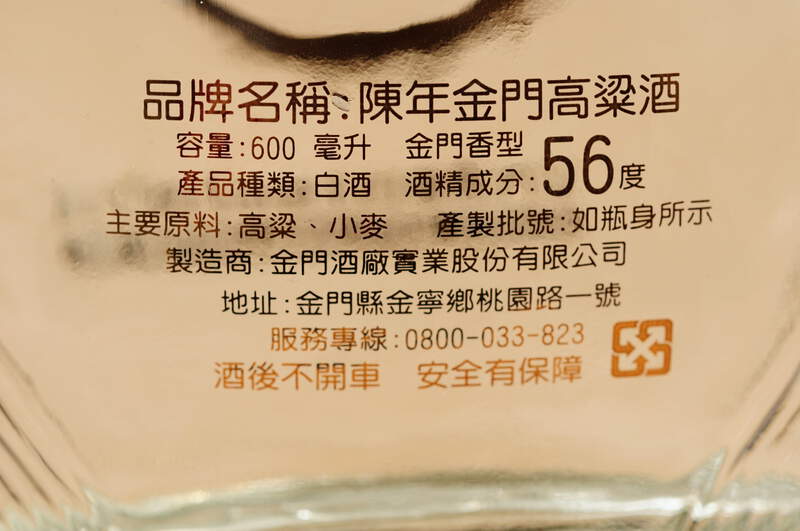 品牌名稱:陳年金門高粱酒
容量:600 毫升 金門香型
產品種類:白酒 酒精成分:56度
主要原料:高粱、小麥 產製批號:如瓶身所示
製造商:金門酒廠實業股份有限公司
地址:金門縣金寧鄉桃園路一號
服務專線:0800-033-823
酒後不開車 安全有保障